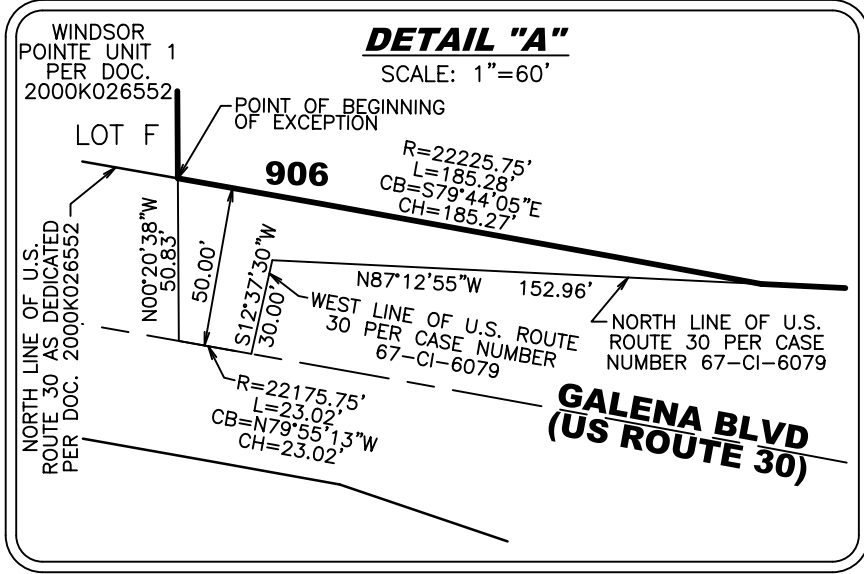 DETAIL "A"
SCALE: 1"=60'
WINDSOR
POINTE UNIT 1
PER DOC.
2000K026552
LOT F
POINT OF BEGINNING
OF EXCEPTION
906
R=22225.75'
L=185.28'
CB=S79°44'05"E
CH=185.27'
NORTH LINE OF U.S.
ROUTE 30 AS DEDICATED
PER DOC. 2000K026552
N00°20'38"W
50.83'
50.00'
S12°37'30"W
30.00'
N87°12'55"W 152.96'
WEST LINE OF U.S. ROUTE
30 PER CASE NUMBER
67-CI-6079
NORTH LINE OF U.S.
ROUTE 30 PER CASE
NUMBER 67-CI-6079
R=22175.75'
L=23.02'
CB=N79°55'13"W
CH=23.02'
GALENA BLVD
(US ROUTE 30)